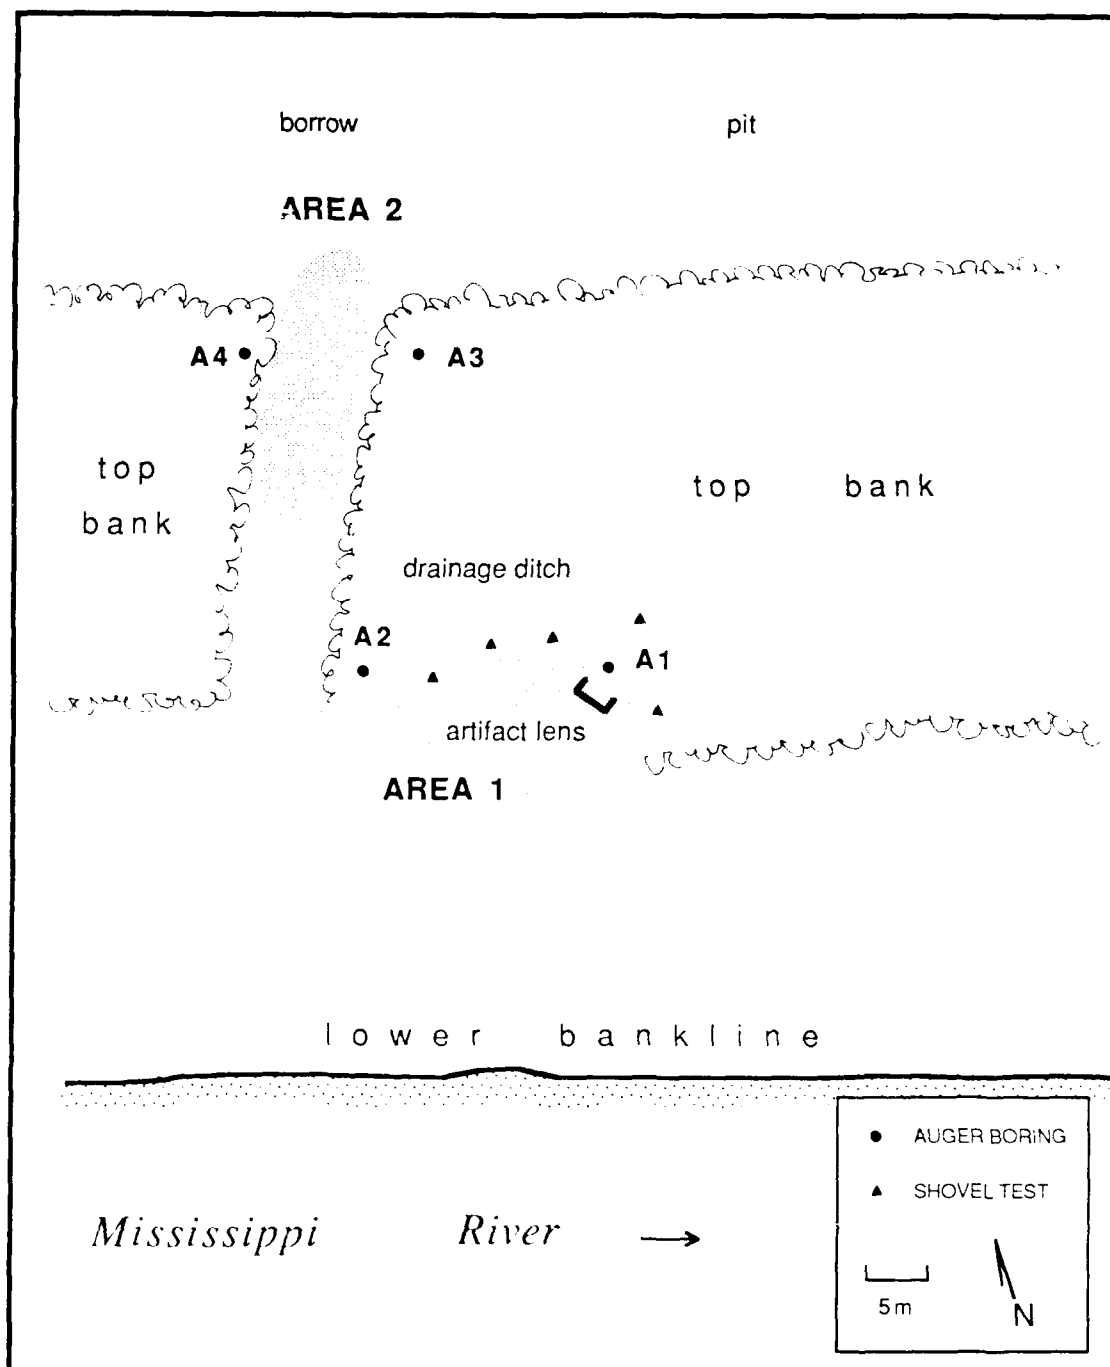 borrow pit
AREA 2
A4 A3
top
bank
top bank
drainage ditch
A2
A1
artifact lens
AREA 1
lower bankline
AUGER BORING
SHOVEL TEST
Mississippi River
5 m
N